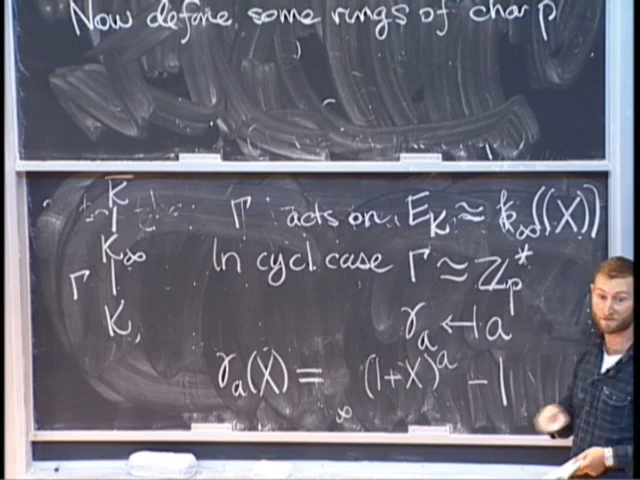 Now define some rings of char p
K̄
K∞
Γ
K,
Γ acts on E_K ≈ k∞((X))
In cycl. case Γ ≈ ℤ_p^*
γ_a ↤ a
γ_a(X) = (1+X)^a − 1
∞